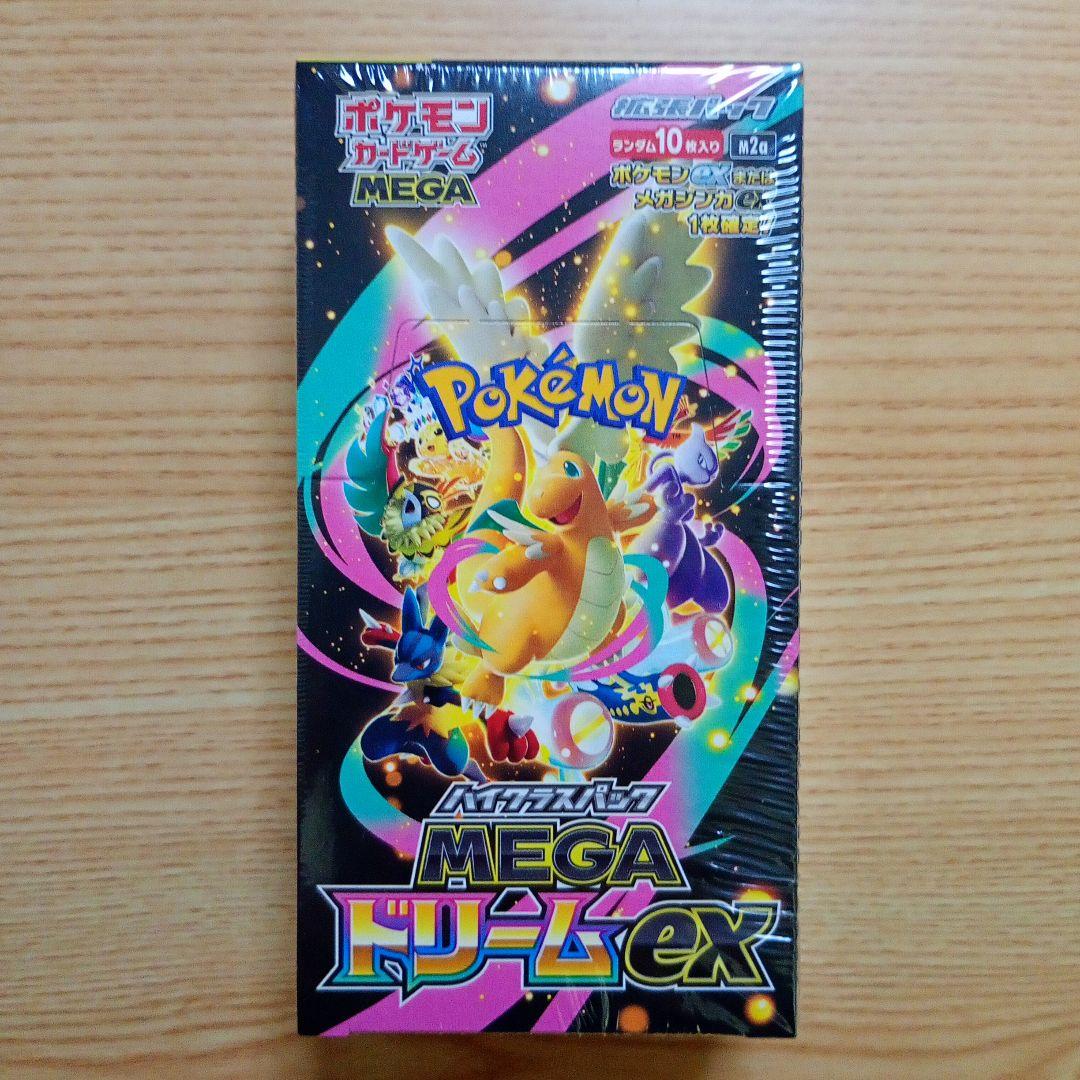 ポケモン
カードゲーム
MEGA
拡張パック
ランダム10枚入り M2a
ポケモンexまたは
メガシンカex
1枚確定!
POKéMON
TM
ハイクラスパック
MEGA
ドリームex